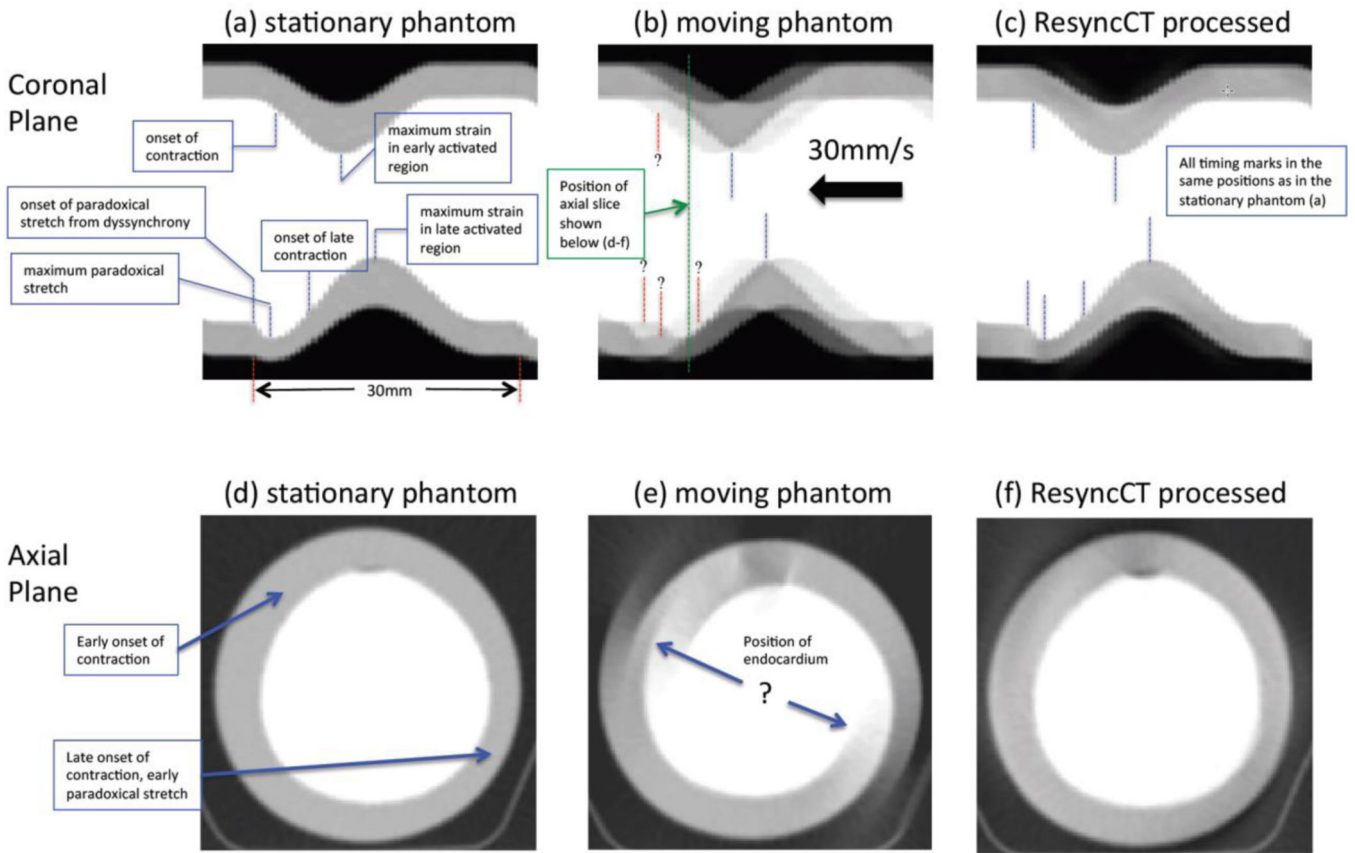 (a) stationary phantom
(b) moving phantom
(c) ResyncCT processed
Coronal
Plane
onset of
contraction
maximum strain
in early activated
region
onset of paradoxical
stretch from dyssynchrony
maximum paradoxical
stretch
onset of late
contraction
maximum strain
in late activated
region
30mm
?
Position of
axial slice
shown
below (d-f)
30mm/s
?
?
?
All timing marks in the
same positions as in the
stationary phantom (a)
(d) stationary phantom
(e) moving phantom
(f) ResyncCT processed
Axial
Plane
Early onset of
contraction
Late onset of
contraction, early
paradoxical stretch
Position of
endocardium
?